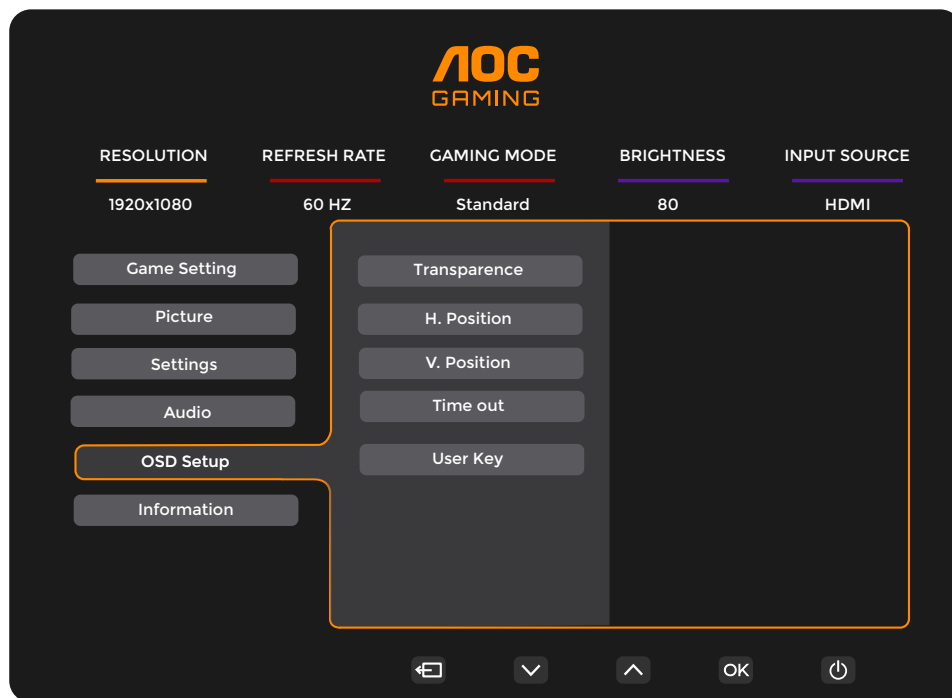 AOC
GAMING
RESOLUTION REFRESH RATE GAMING MODE BRIGHTNESS INPUT SOURCE
1920x1080 60 HZ Standard 80 HDMI
Game Setting Transparence
Picture H. Position
Settings V. Position
Audio Time out
OSD Setup User Key
Information
OK